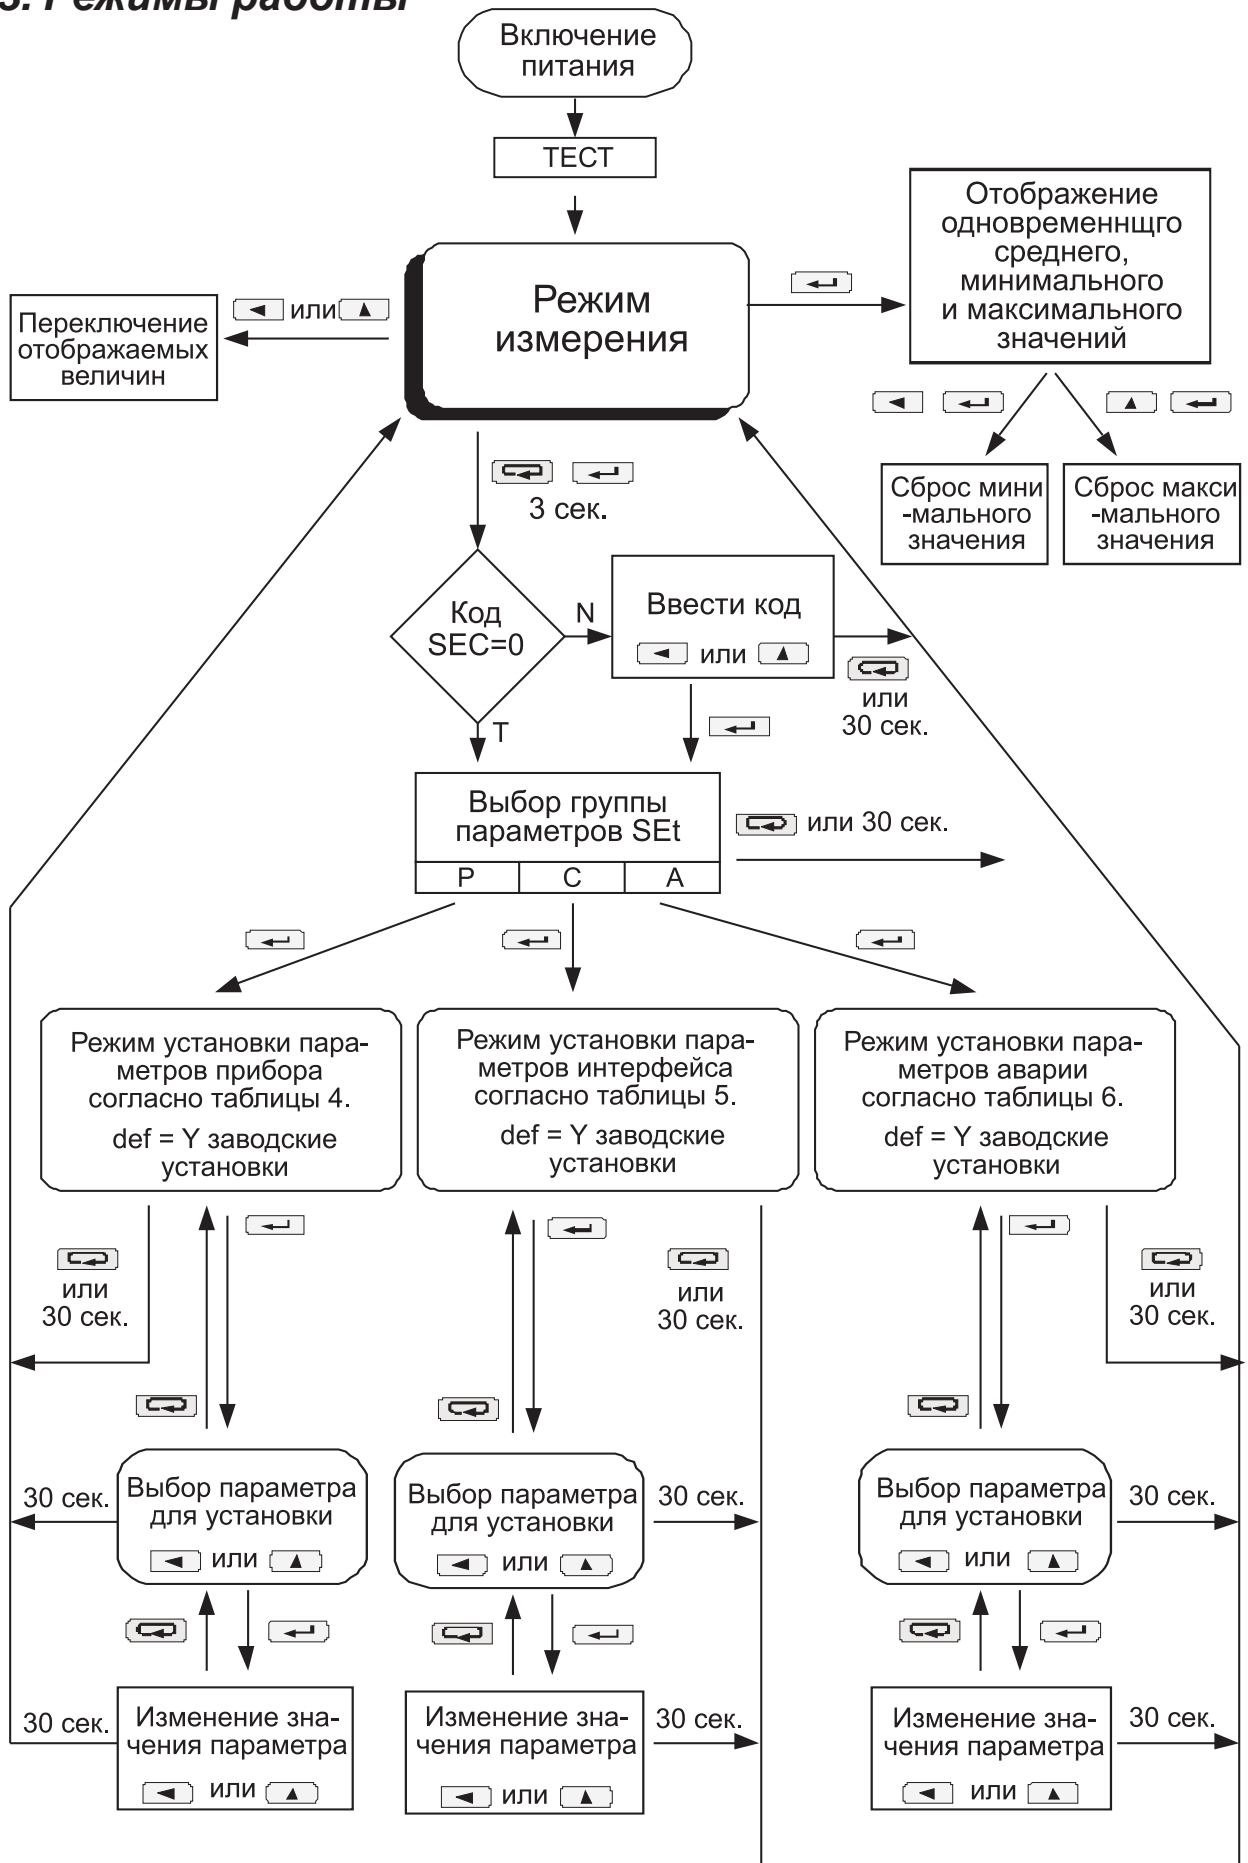 3. Режимы работы
Включение
питания
ТЕСТ
Режим
измерения
Отображение
одновременнщго
среднего,
минимального
и максимального
значений
или
Переключение
отображаемых
величин
Сброс мини
-мального
значения
Сброс макси
-мального
значения
3 сек.
Код
SEC=0
N
T
Ввести код
или
или
30 сек.
Выбор группы
параметров SEt
P C A
или 30 сек.
Режим установки пара-
метров прибора
согласно таблицы 4.
def = Y заводские
установки
Режим установки пара-
метров интерфейса
согласно таблицы 5.
def = Y заводские
установки
Режим установки пара-
метров аварии
согласно таблицы 6.
def = Y заводские
установки
или
30 сек.
или
30 сек.
или
30 сек.
30 сек.
Выбор параметра
для установки
или
Выбор параметра
для установки
или
30 сек.
Выбор параметра
для установки
или
30 сек.
30 сек.
Изменение зна-
чения параметра
или
Изменение зна-
чения параметра
или
30 сек.
Изменение зна-
чения параметра
или
30 сек.